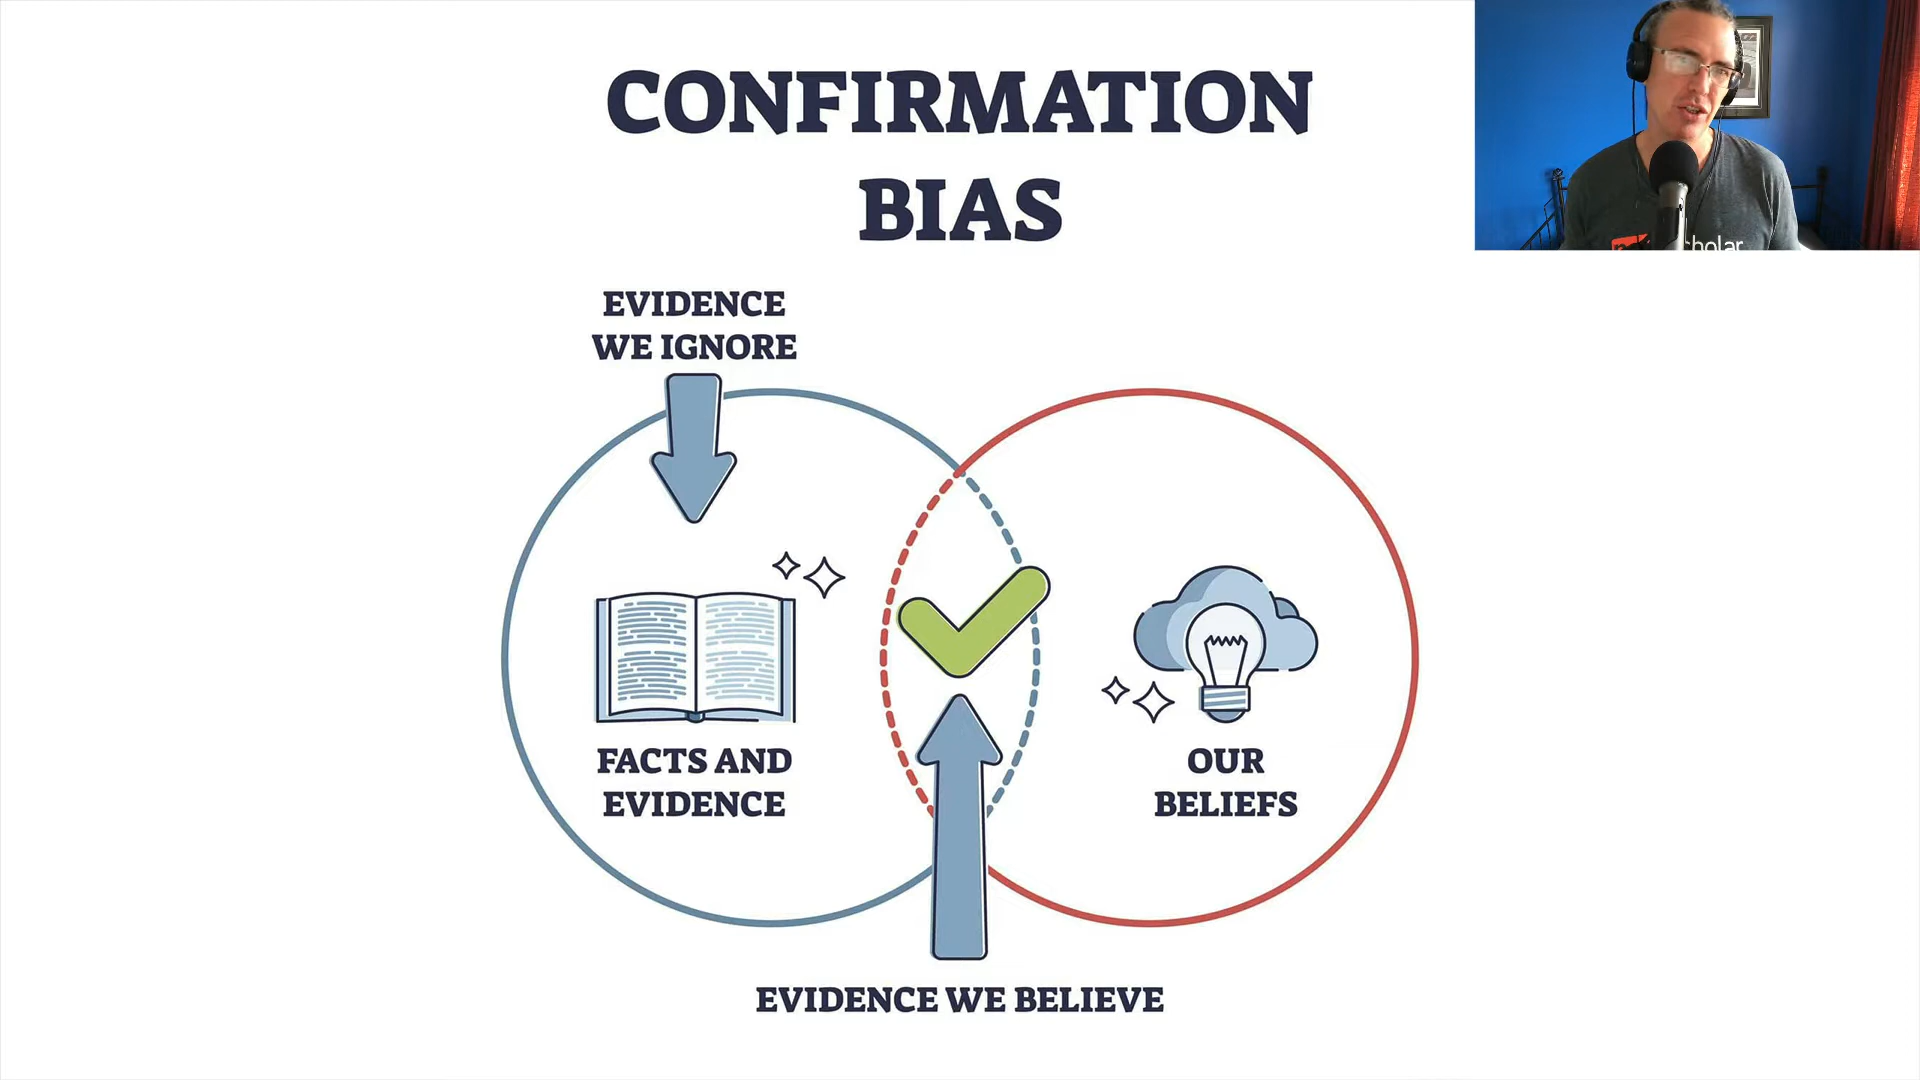 CONFIRMATION
BIAS
EVIDENCE
WE IGNORE
FACTS AND
EVIDENCE
OUR
BELIEFS
EVIDENCE WE BELIEVE